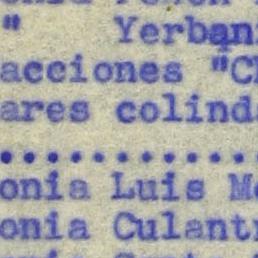 " Yerban
acciones "C
ares colind
..............
onia Luis M
onia Culant